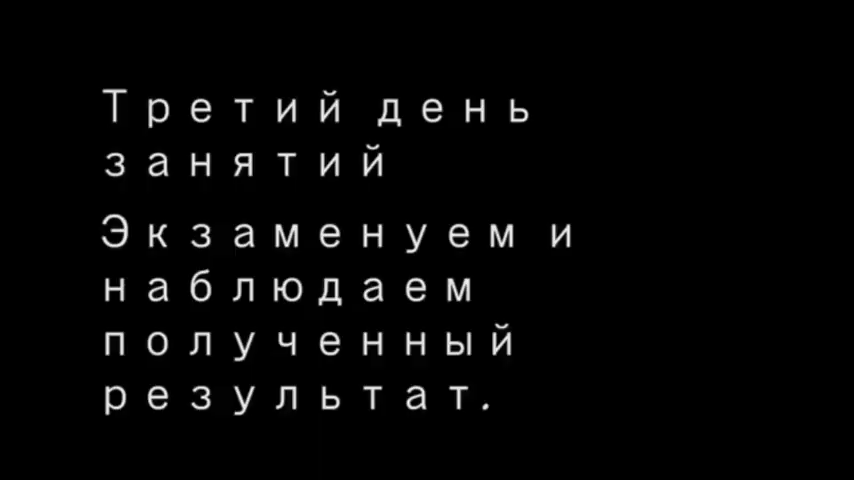 Третий день
занятий
Экзаменуем и
наблюдаем
полученный
результат.